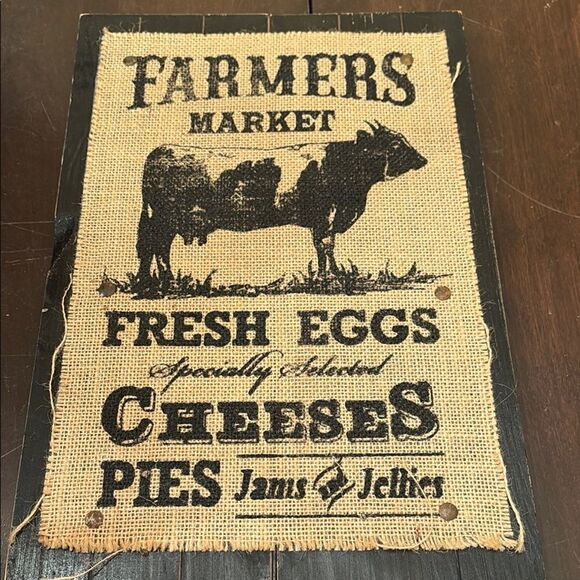 FARMERS
MARKET
FRESH EGGS
Specially Selected
CHEESES
PIES Jams Jellies